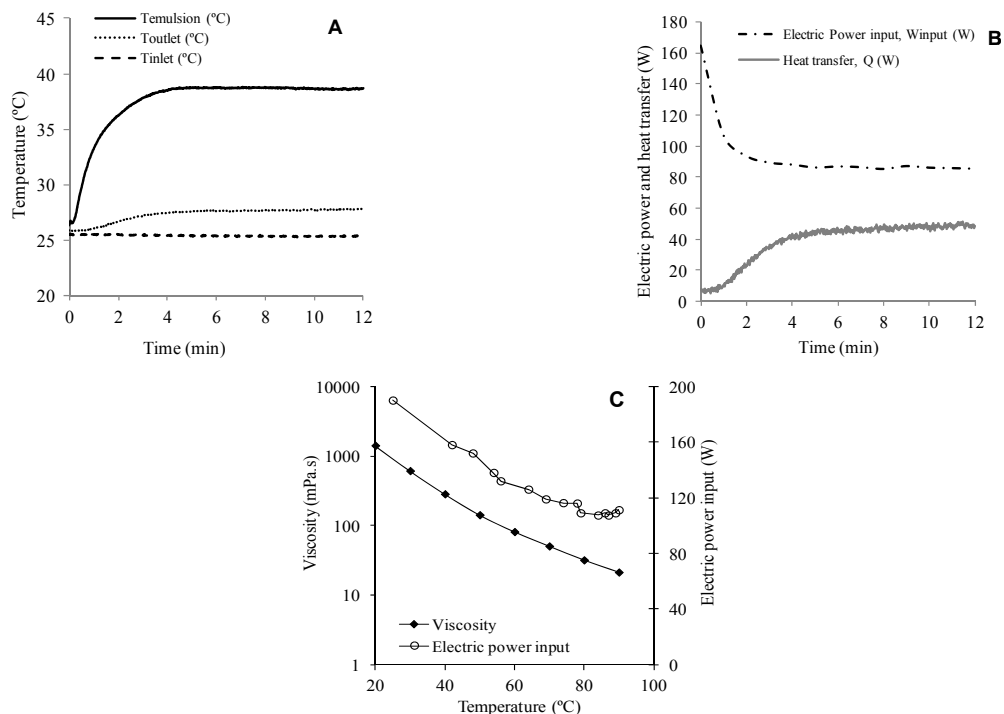 A
Temulsion (ºC)
Toutlet (ºC)
Tinlet (ºC)
Temperature (ºC)
45
40
35
30
25
20
0 2 4 6 8 10 12
Time (min)
B
Electric Power input, Winput (W)
Heat transfer, Q (W)
Electric power and heat transfer (W)
180
160
140
120
100
80
60
40
20
0
0 2 4 6 8 10 12
Time (min)
C
Viscosity (mPa.s)
10000
1000
100
10
1
Viscosity
Electric power input
20 40 60 80 100
Temperature (ºC)
200
160
120
80
40
0
Electric power input (W)